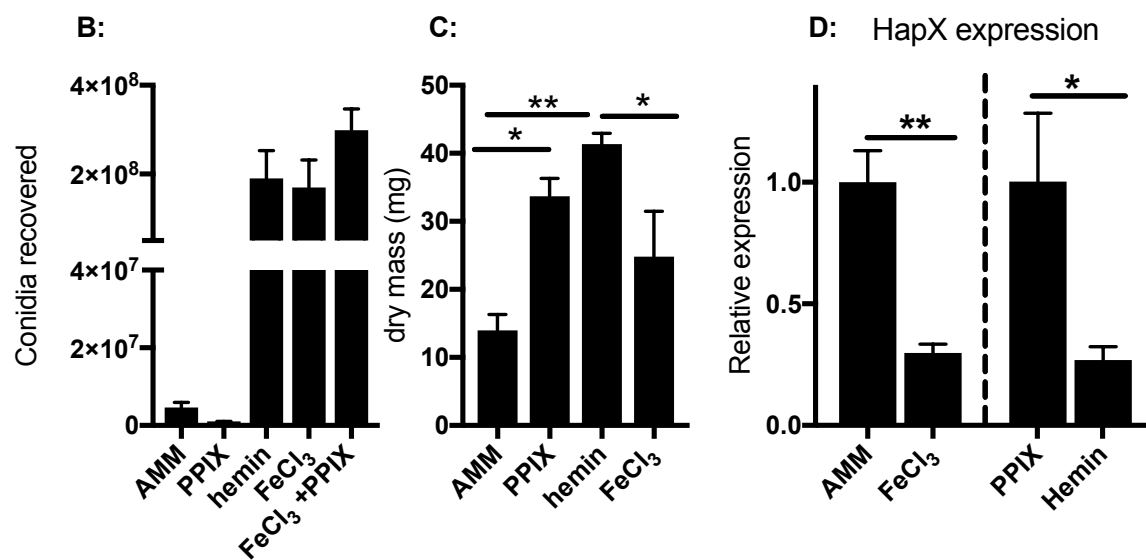 B:
Conidia recovered
4×10⁸
2×10⁸
4×10⁷
2×10⁷
0
AMM
PPIX
hemin
FeCl₃
FeCl₃ +PPIX
C:
dry mass (mg)
50
40
30
20
10
0
**
*
*
AMM
PPIX
hemin
FeCl₃
D: HapX expression
Relative expression
1.0
0.5
0.0
**
*
AMM
FeCl₃
PPIX
Hemin